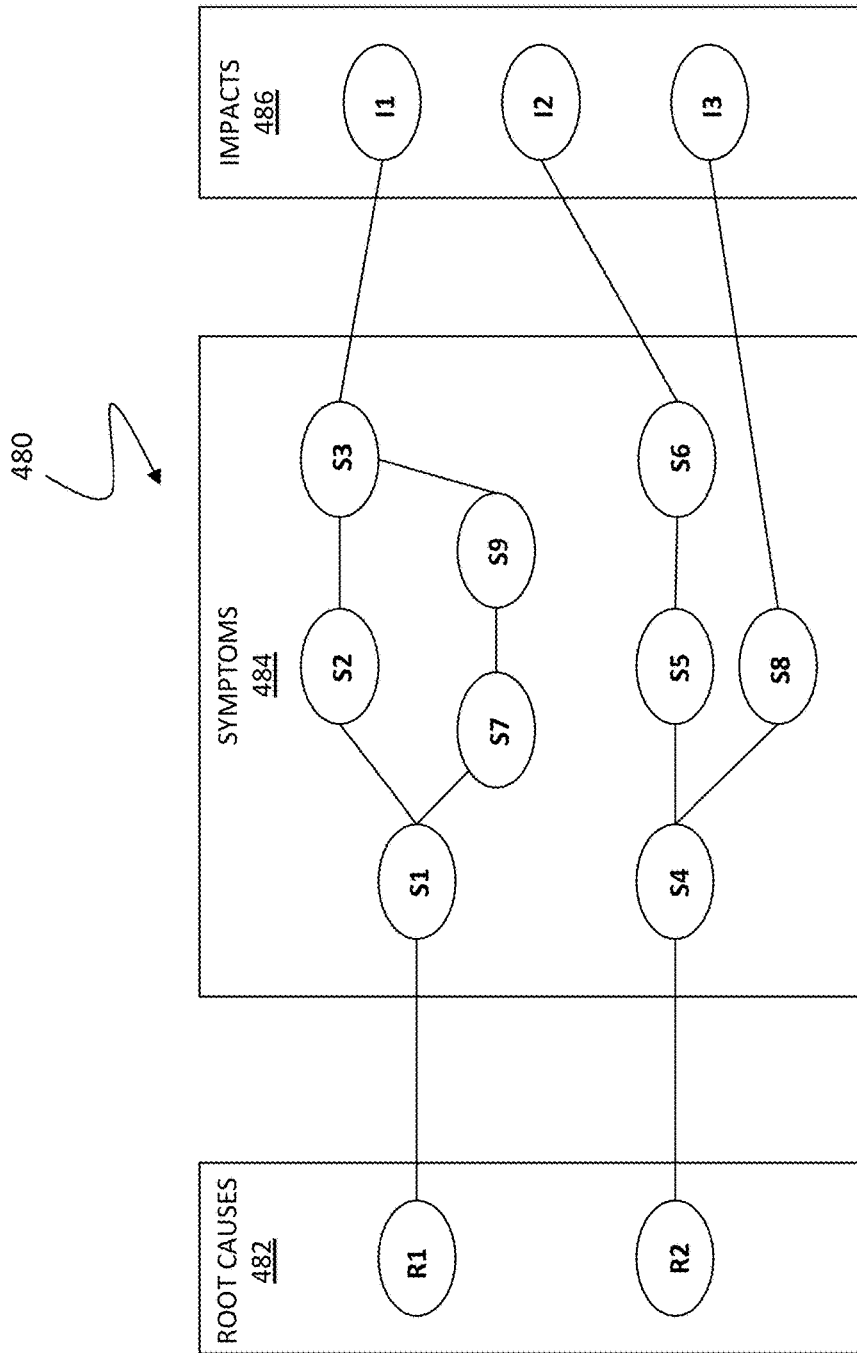 480
ROOT CAUSES
482
SYMPTOMS
484
IMPACTS
486
R1
R2
S1
S2
S3
S7
S9
S4
S5
S6
S8
I1
I2
I3